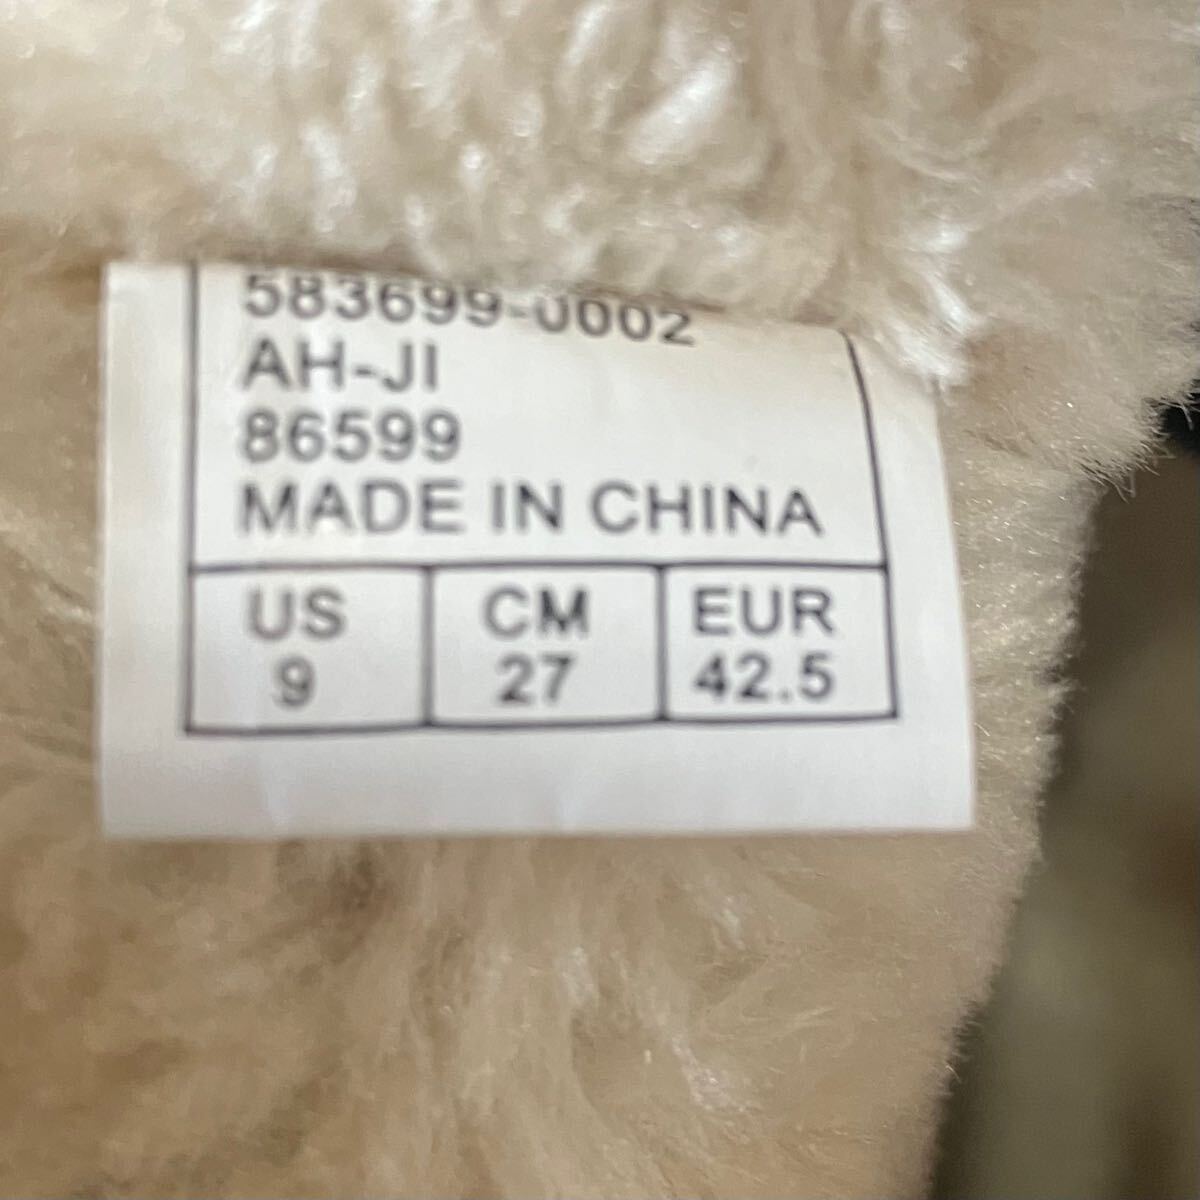 583699-0002
AH-JI
86599
MADE IN CHINA
US CM EUR
9 27 42.5